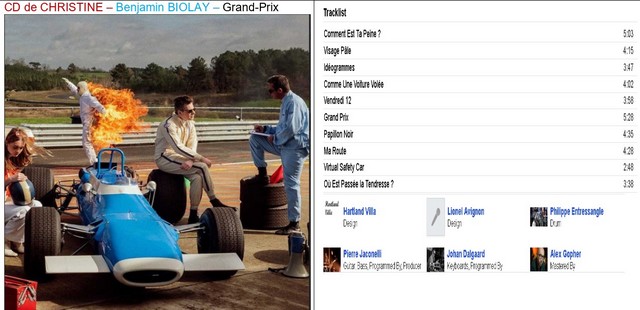 CD de CHRISTINE – Benjamin BIOLAY – Grand-Prix
Tracklist
Comment Est Ta Peine ? 5:03
Visage Pâle 4:15
Idéogrammes 3:47
Comme Une Voiture Volée 4:02
Vendredi 12 3:58
Grand Prix 5:28
Papillon Noir 4:35
Ma Route 4:28
Virtual Safety Car 2:48
Où Est Passée la Tendresse ? 3:38
Hartland Villa
Hartland Villa
Design
Lionel Avignon
Design
Philippe Entressangle
Drum
Pierre Jaconelli
Guitar, Bass, Programmed By, Producer
Johan Dalgaard
Keyboards, Programmed By
Alex Gopher
Mastered By